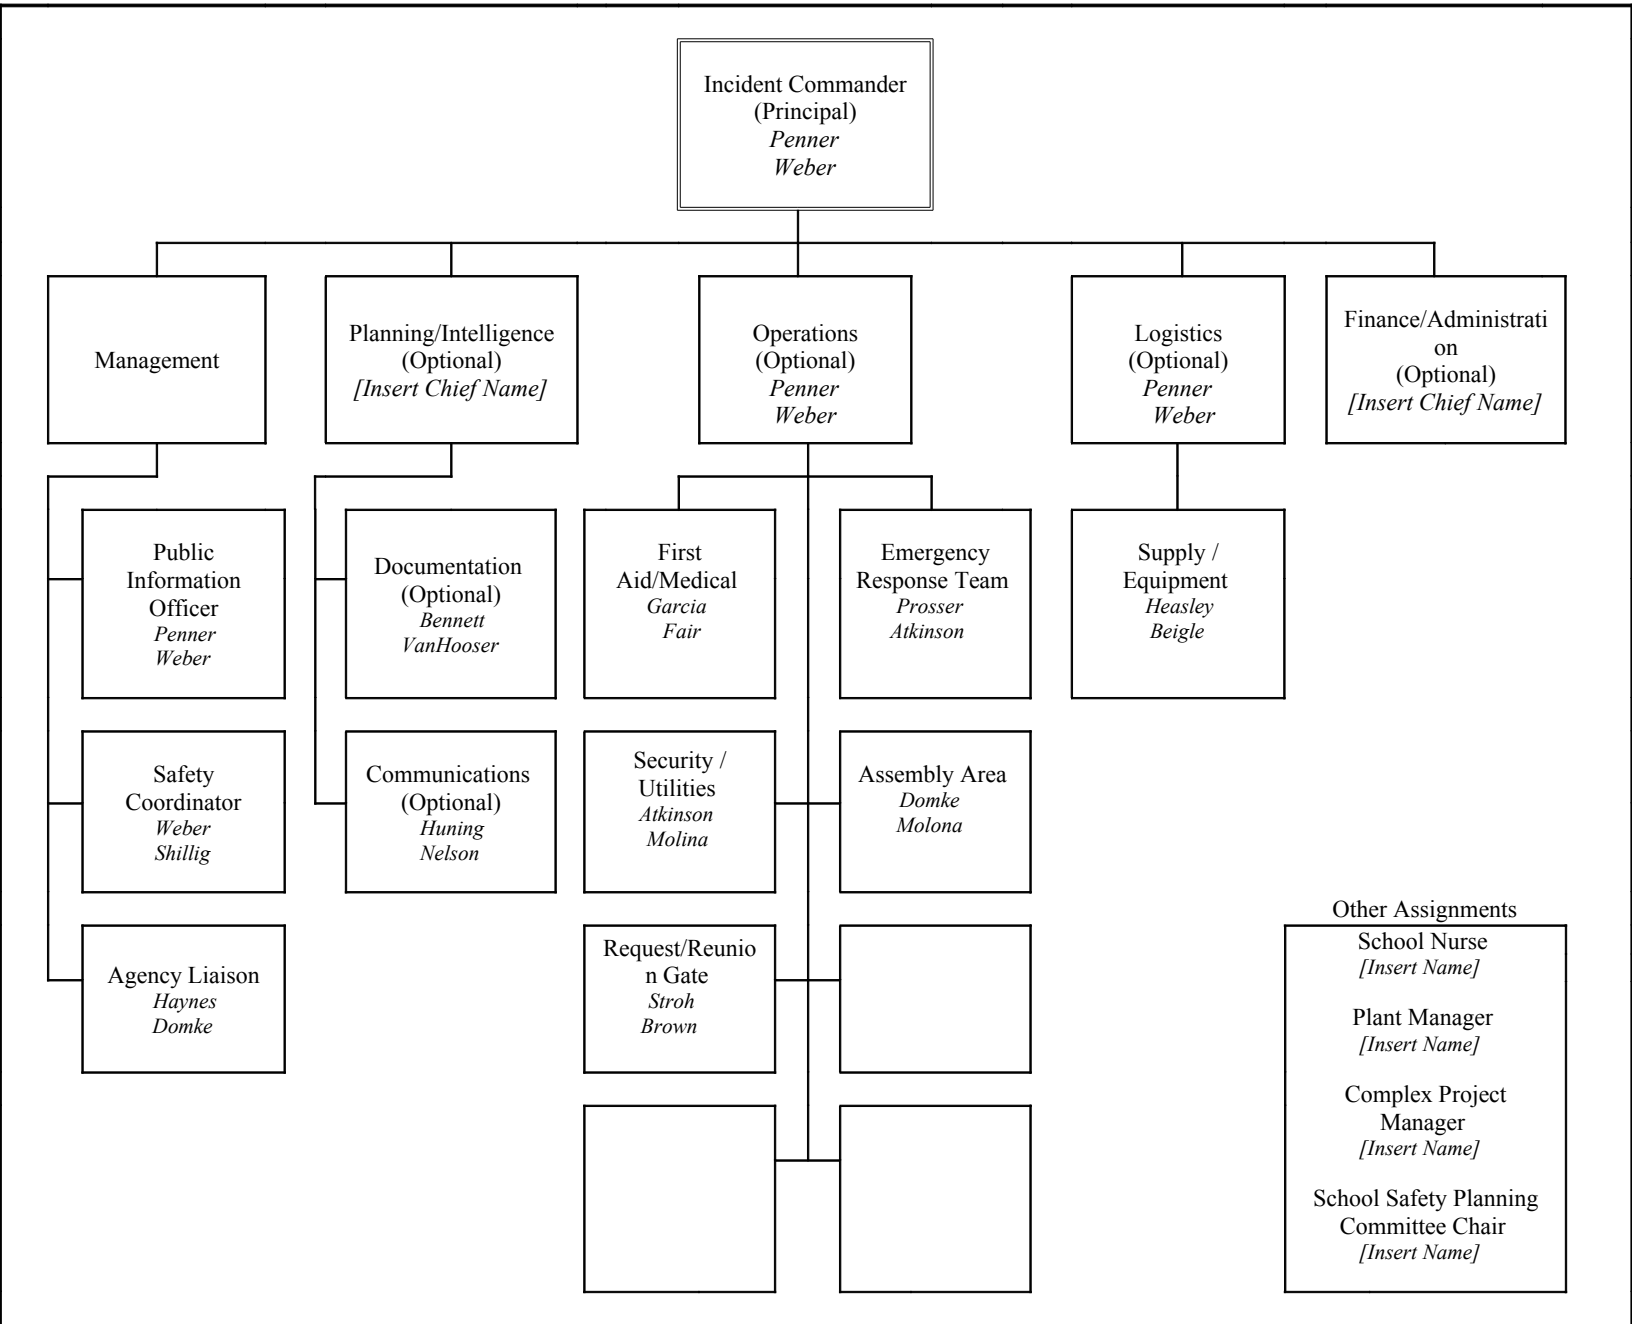 Incident Commander
(Principal)
Penner
Weber
Management
Planning/Intelligence
(Optional)
[Insert Chief Name]
Operations
(Optional)
Penner
Weber
Logistics
(Optional)
Penner
Weber
Finance/Administrati
on
(Optional)
[Insert Chief Name]
Public
Information
Officer
Penner
Weber
Documentation
(Optional)
Bennett
VanHooser
First
Aid/Medical
Garcia
Fair
Emergency
Response Team
Prosser
Atkinson
Supply /
Equipment
Heasley
Beigle
Safety
Coordinator
Weber
Shillig
Communications
(Optional)
Huning
Nelson
Security /
Utilities
Atkinson
Molina
Assembly Area
Domke
Molona
Agency Liaison
Haynes
Domke
Request/Reunio
n Gate
Stroh
Brown
Other Assignments
School Nurse
[Insert Name]
Plant Manager
[Insert Name]
Complex Project
Manager
[Insert Name]
School Safety Planning
Committee Chair
[Insert Name]